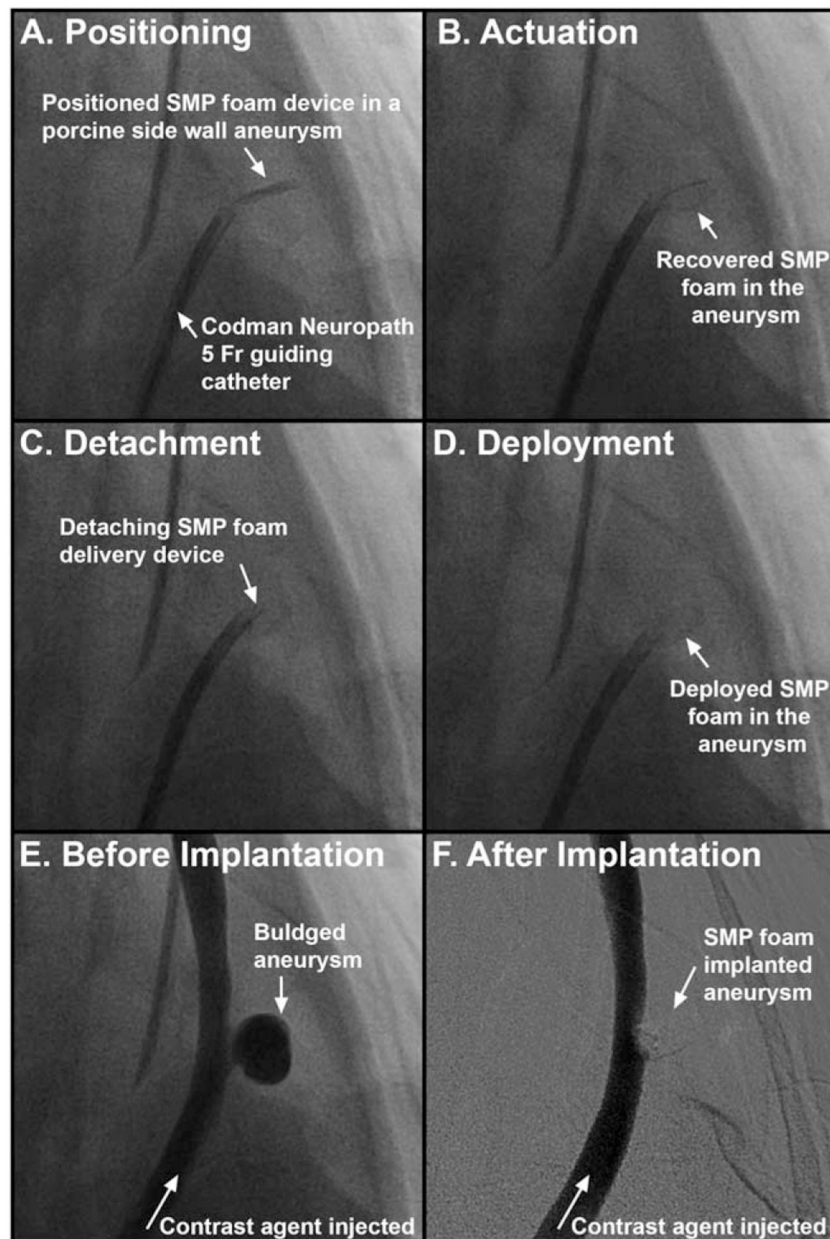 A. Positioning
Positioned SMP foam device in a
porcine side wall aneurysm
Codman Neuropath
5 Fr guiding
catheter
B. Actuation
Recovered SMP
foam in the
aneurysm
C. Detachment
Detaching SMP foam
delivery device
D. Deployment
Deployed SMP
foam in the
aneurysm
E. Before Implantation
Buldged
aneurysm
Contrast agent injected
F. After Implantation
SMP foam
implanted
aneurysm
Contrast agent injected